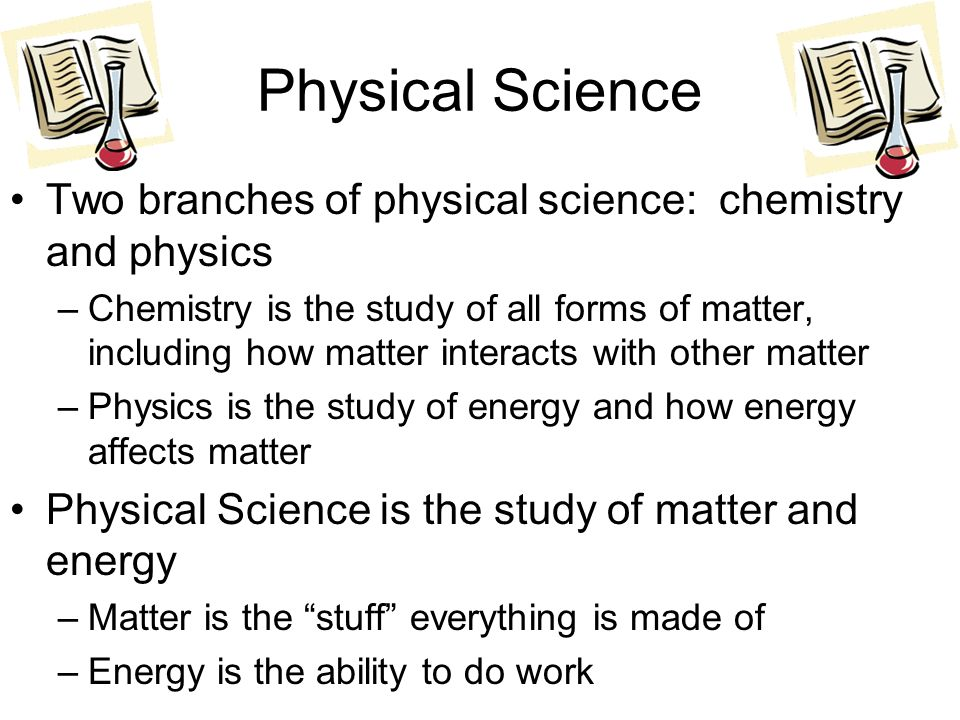 Physical Science
• Two branches of physical science: chemistry
and physics
– Chemistry is the study of all forms of matter,
including how matter interacts with other matter
– Physics is the study of energy and how energy
affects matter
• Physical Science is the study of matter and
energy
– Matter is the “stuff” everything is made of
– Energy is the ability to do work